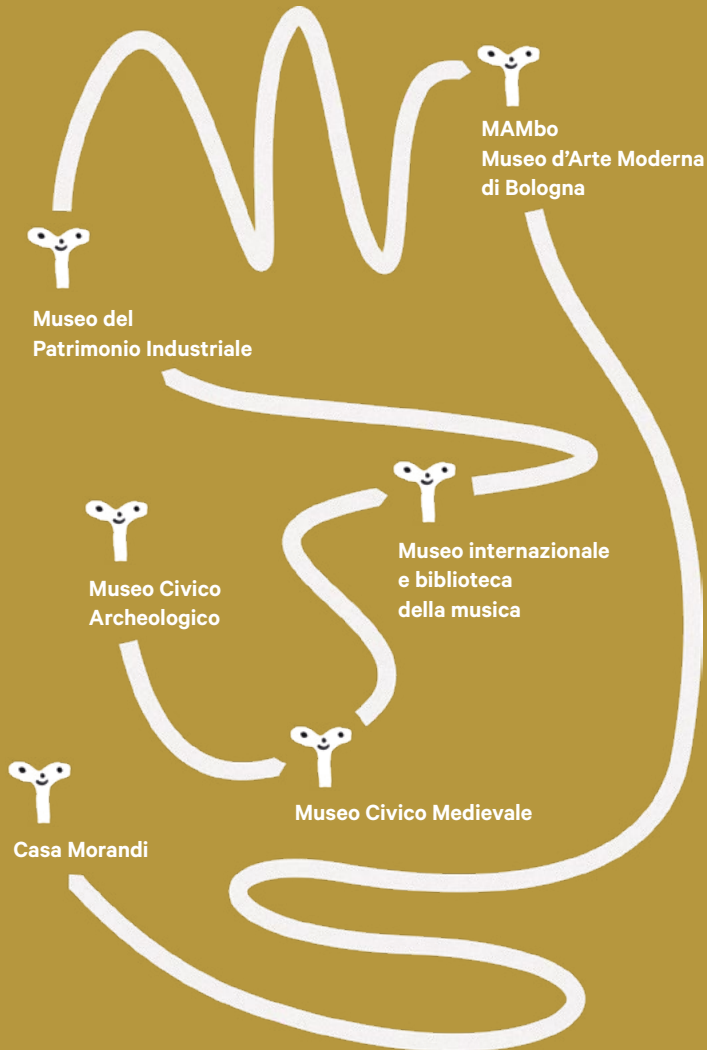 MAMbo
Museo d’Arte Moderna
di Bologna
Museo del
Patrimonio Industriale
Museo internazionale
e biblioteca
della musica
Museo Civico
Archeologico
Museo Civico Medievale
Casa Morandi